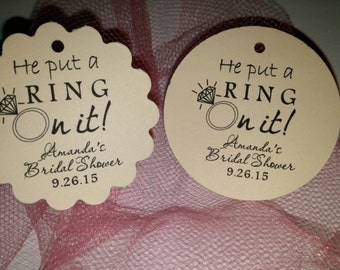 He put a
RING
On it!
Amanda's
Bridal Shower
9.26.15
He put a
RING
On it!
Amanda's
Bridal Shower
9.26.15